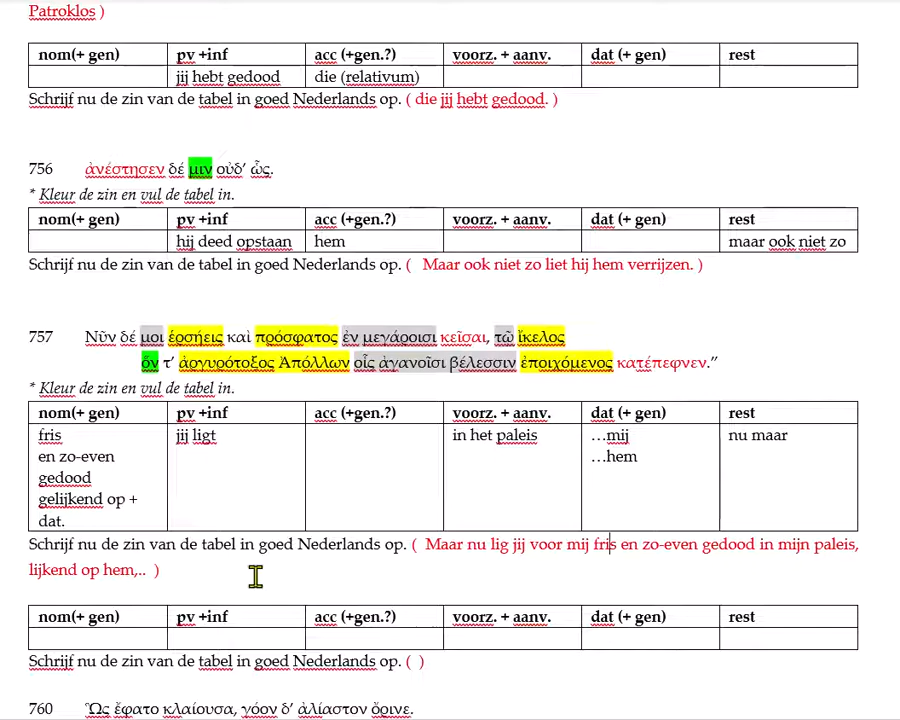 Patroklos )
nom(+ gen) pv +inf acc (+gen.?) voorz. + aanv. dat (+ gen) rest
jij hebt gedood die (relativum)
Schrijf nu de zin van de tabel in goed Nederlands op. ( die jij hebt gedood. )
756 ἀνέστησεν δέ μιν οὐδ’ ὧς.
* Kleur de zin en vul de tabel in.
nom(+ gen) pv +inf acc (+gen.?) voorz. + aanv. dat (+ gen) rest
hij deed opstaan hem maar ook niet zo
Schrijf nu de zin van de tabel in goed Nederlands op. ( Maar ook niet zo liet hij hem verrijzen. )
757 Νῦν δέ μοι ἑρσήεις καὶ πρόσφατος ἐν μεγάροισι κεῖσαι, τῶ ἴκελος
ὅν τ’ ἀργυρότοξος Ἀπόλλων οἷς ἀγανοῖσι βέλεσσιν ἐποιχόμενος κατέπεφνεν.”
* Kleur de zin en vul de tabel in.
nom(+ gen) pv +inf acc (+gen.?) voorz. + aanv. dat (+ gen) rest
fris jij ligt in het paleis …mij nu maar
en zo-even …hem
gedood
gelijkend op +
dat.
Schrijf nu de zin van de tabel in goed Nederlands op. ( Maar nu lig jij voor mij fris en zo-even gedood in mijn paleis,
lijkend op hem,.. )
nom(+ gen) pv +inf acc (+gen.?) voorz. + aanv. dat (+ gen) rest
Schrijf nu de zin van de tabel in goed Nederlands op. ( )
760 Ὣς ἔφατο κλαίουσα, γόον δ’ ἀλίαστον ὄρινε.